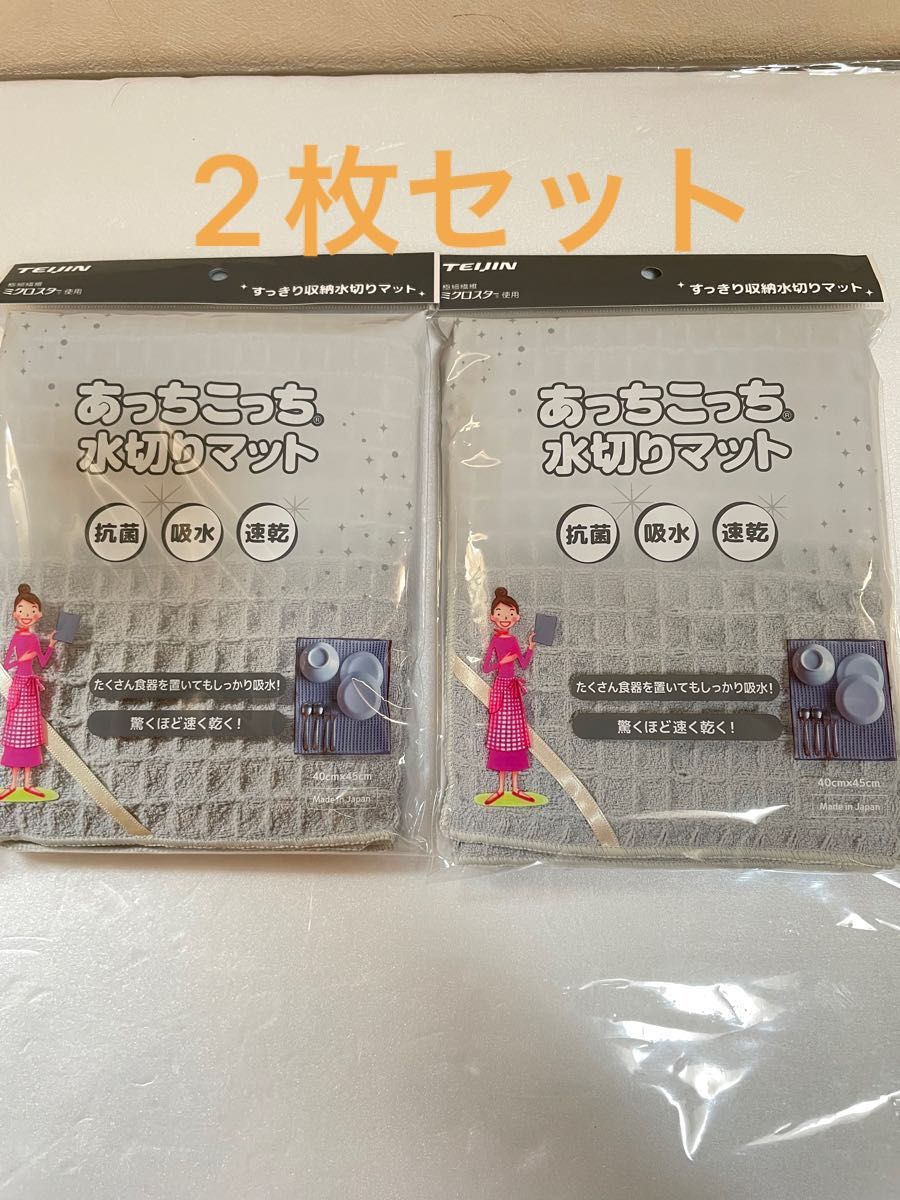 2枚セット
TEIJIN
極細繊維
ミクロスター®使用
すっきり収納水切りマット
あっちこっち®
水切りマット
抗菌 吸水 速乾
たくさん食器を置いてもしっかり吸水!
驚くほど速く乾く!
40cmx45cm
Made in Japan
TEIJIN
極細繊維
ミクロスター®使用
すっきり収納水切りマット
あっちこっち®
水切りマット
抗菌 吸水 速乾
たくさん食器を置いてもしっかり吸水!
驚くほど速く乾く!
40cmx45cm
Made in Japan